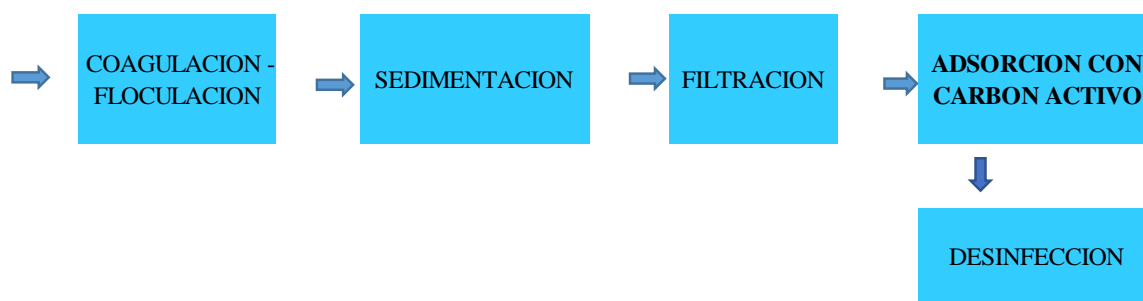 COAGULACION -
FLOCULACION
SEDIMENTACION
FILTRACION
ADSORCION CON
CARBON ACTIVO
DESINFECCION